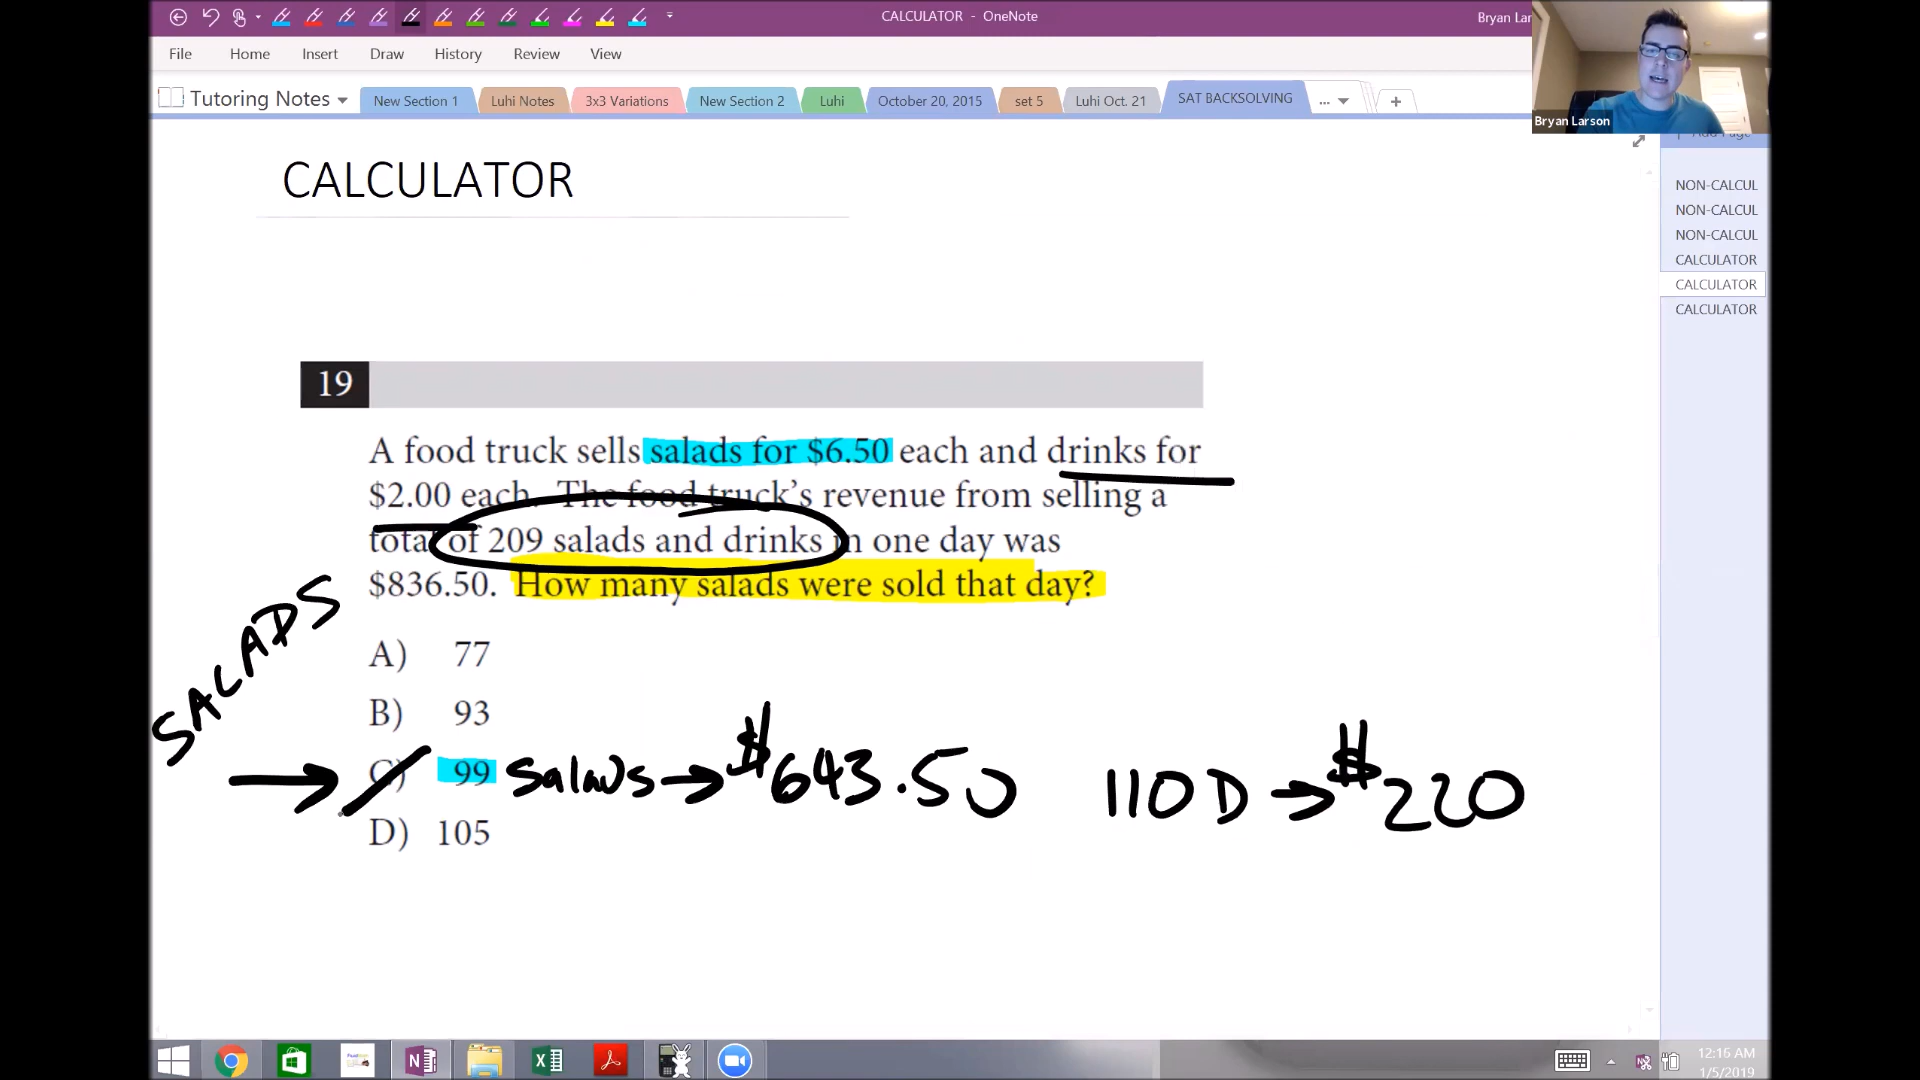 CALCULATOR - OneNote
Bryan Lar
File Home Insert Draw History Review View
Tutoring Notes New Section 1 Luhi Notes 3x3 Variations New Section 2 Luhi October 20, 2015 set 5 Luhi Oct. 21 SAT BACKSOLVING ... +
Bryan Larson
CALCULATOR
NON-CALCUL
NON-CALCUL
NON-CALCUL
CALCULATOR
CALCULATOR
CALCULATOR
19
A food truck sells salads for $6.50 each and drinks for
$2.00 each. The food truck's revenue from selling a
total of 209 salads and drinks in one day was
$836.50. How many salads were sold that day?
SALADS
A) 77
B) 93
C) 99 Salads → $643.50 110 D → $220
D) 105
12:16 AM
1/5/2019